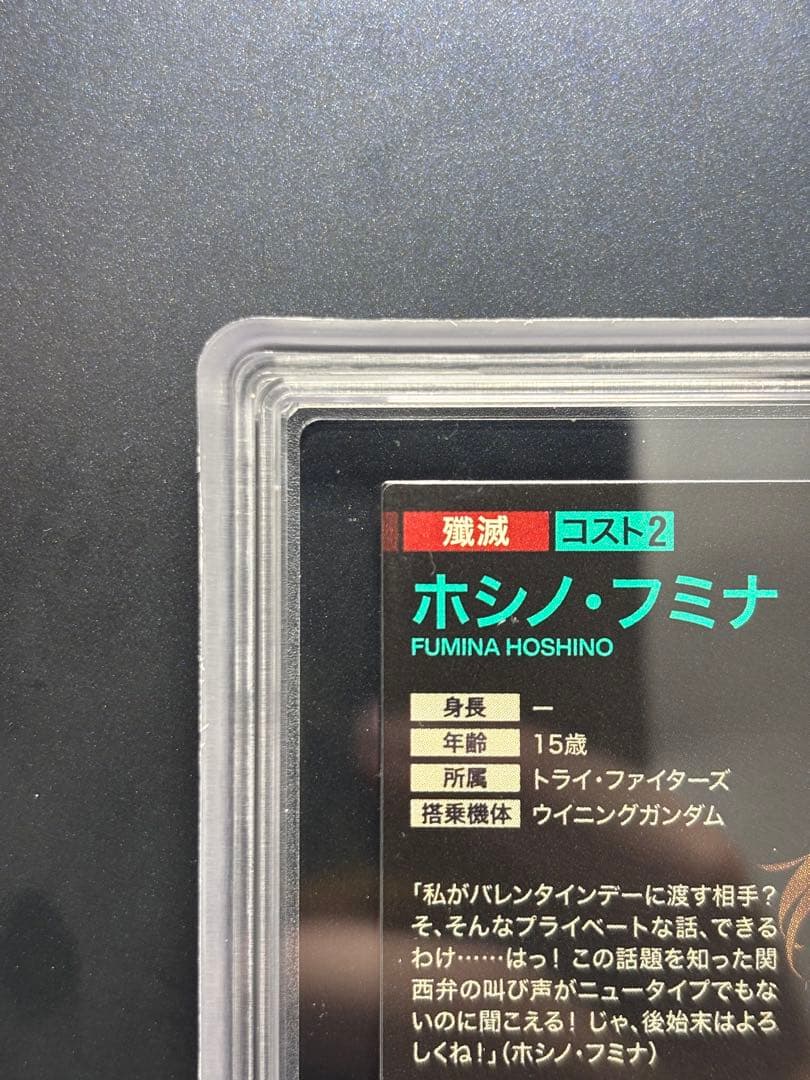 殲滅 コスト2
ホシノ・フミナ
FUMINA HOSHINO
身長 ー
年齢 15歳
所属 トライ・ファイターズ
搭乗機体 ウイニングガンダム
「私がバレンタインデーに渡す相手?
そ、そんなプライベートな話、できる
わけ……はっ! この話題を知った関
西弁の叫び声がニュータイプでもな
いのに聞こえる! じゃ、後始末はよろ
しくね!」(ホシノ・フミナ)